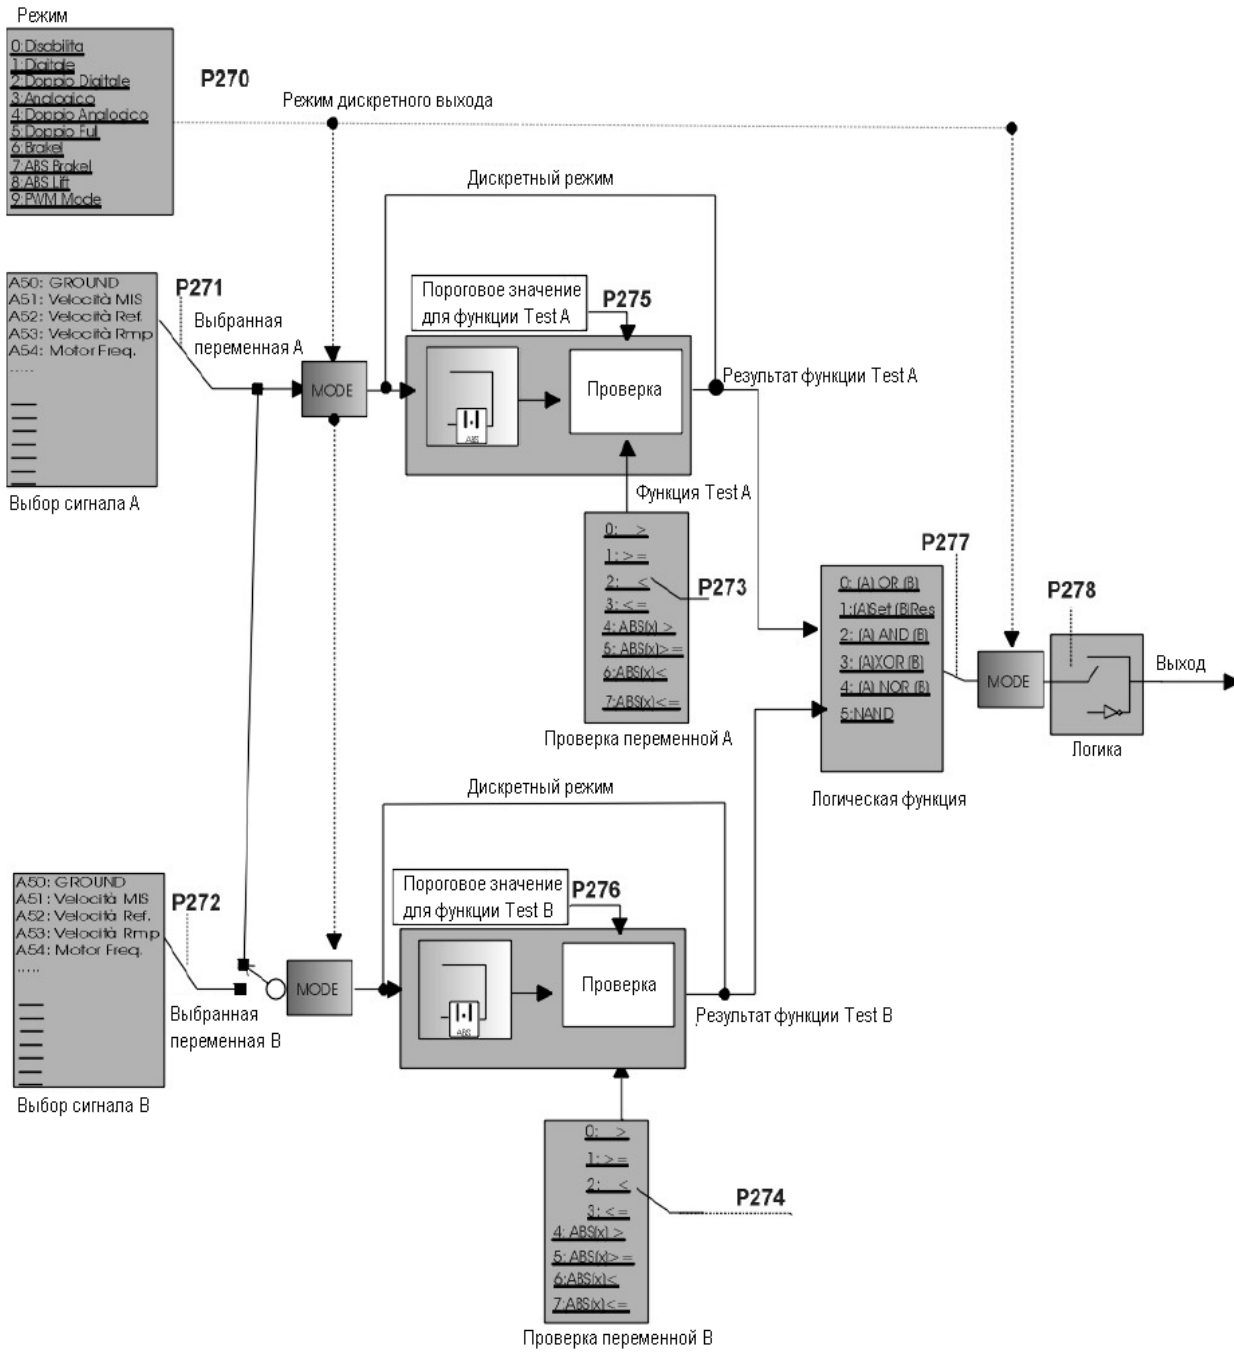 Режим
0:Disabilita
1:Digitale
2:Doppio Digitale
3:Analogico
4:Doppio Analogico
5:Doppio Full
6:Brakel
7:ABS Brakel
8:ABS Lift
9:PWM Mode
P270
Режим дискретного выхода
Дискретный режим
A50: GROUND
A51: Velocità MIS
A52: Velocità Ref.
A53: Velocità Rmp
A54: Motor Freq.
.....
P271
Выбранная
переменная A
Выбор сигнала A
MODE
Пороговое значение
для функции Test A
P275
ABS
Проверка
Результат функции Test A
Функция Test A
0: >
1: >=
2: <
3: <=
4: ABS(x) >
5: ABS(x)>=
6:ABS(x)<
7:ABS(x)<=
P273
Проверка переменной A
0: (A) OR (B)
1:(A)Set (B)Res
2: (A) AND (B)
3: (A)XOR (B)
4: (A) NOR (B)
5:NAND
Логическая функция
P277
MODE
P278
Логика
Выход
Дискретный режим
A50: GROUND
A51: Velocità MIS
A52: Velocità Ref.
A53: Velocità Rmp
A54: Motor Freq.
.....
P272
Выбранная
переменная B
Выбор сигнала B
MODE
Пороговое значение
для функции Test B
P276
ABS
Проверка
Результат функции Test B
0: >
1: >=
2: <
3: <=
4: ABS(x) >
5: ABS(x)>=
6:ABS(x)<
7:ABS(x)<=
P274
Проверка переменной B